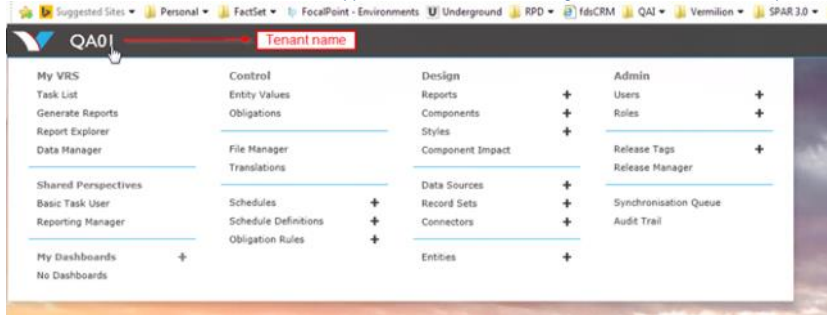 Suggested Sites Personal FactSet FocalPoint - Environments Underground RPD fdsCRM QAI Vermilion SPAR 3.0
QA01 Tenant name
My VRS
Task List
Generate Reports
Report Explorer
Data Manager
Shared Perspectives
Basic Task User
Reporting Manager
My Dashboards +
No Dashboards
Control
Entity Values
Obligations
File Manager
Translations
Schedules +
Schedule Definitions +
Obligation Rules +
Design
Reports +
Components +
Styles +
Component Impact
Data Sources +
Record Sets +
Connectors +
Entities +
Admin
Users +
Roles +
Release Tags +
Release Manager
Synchronisation Queue
Audit Trail